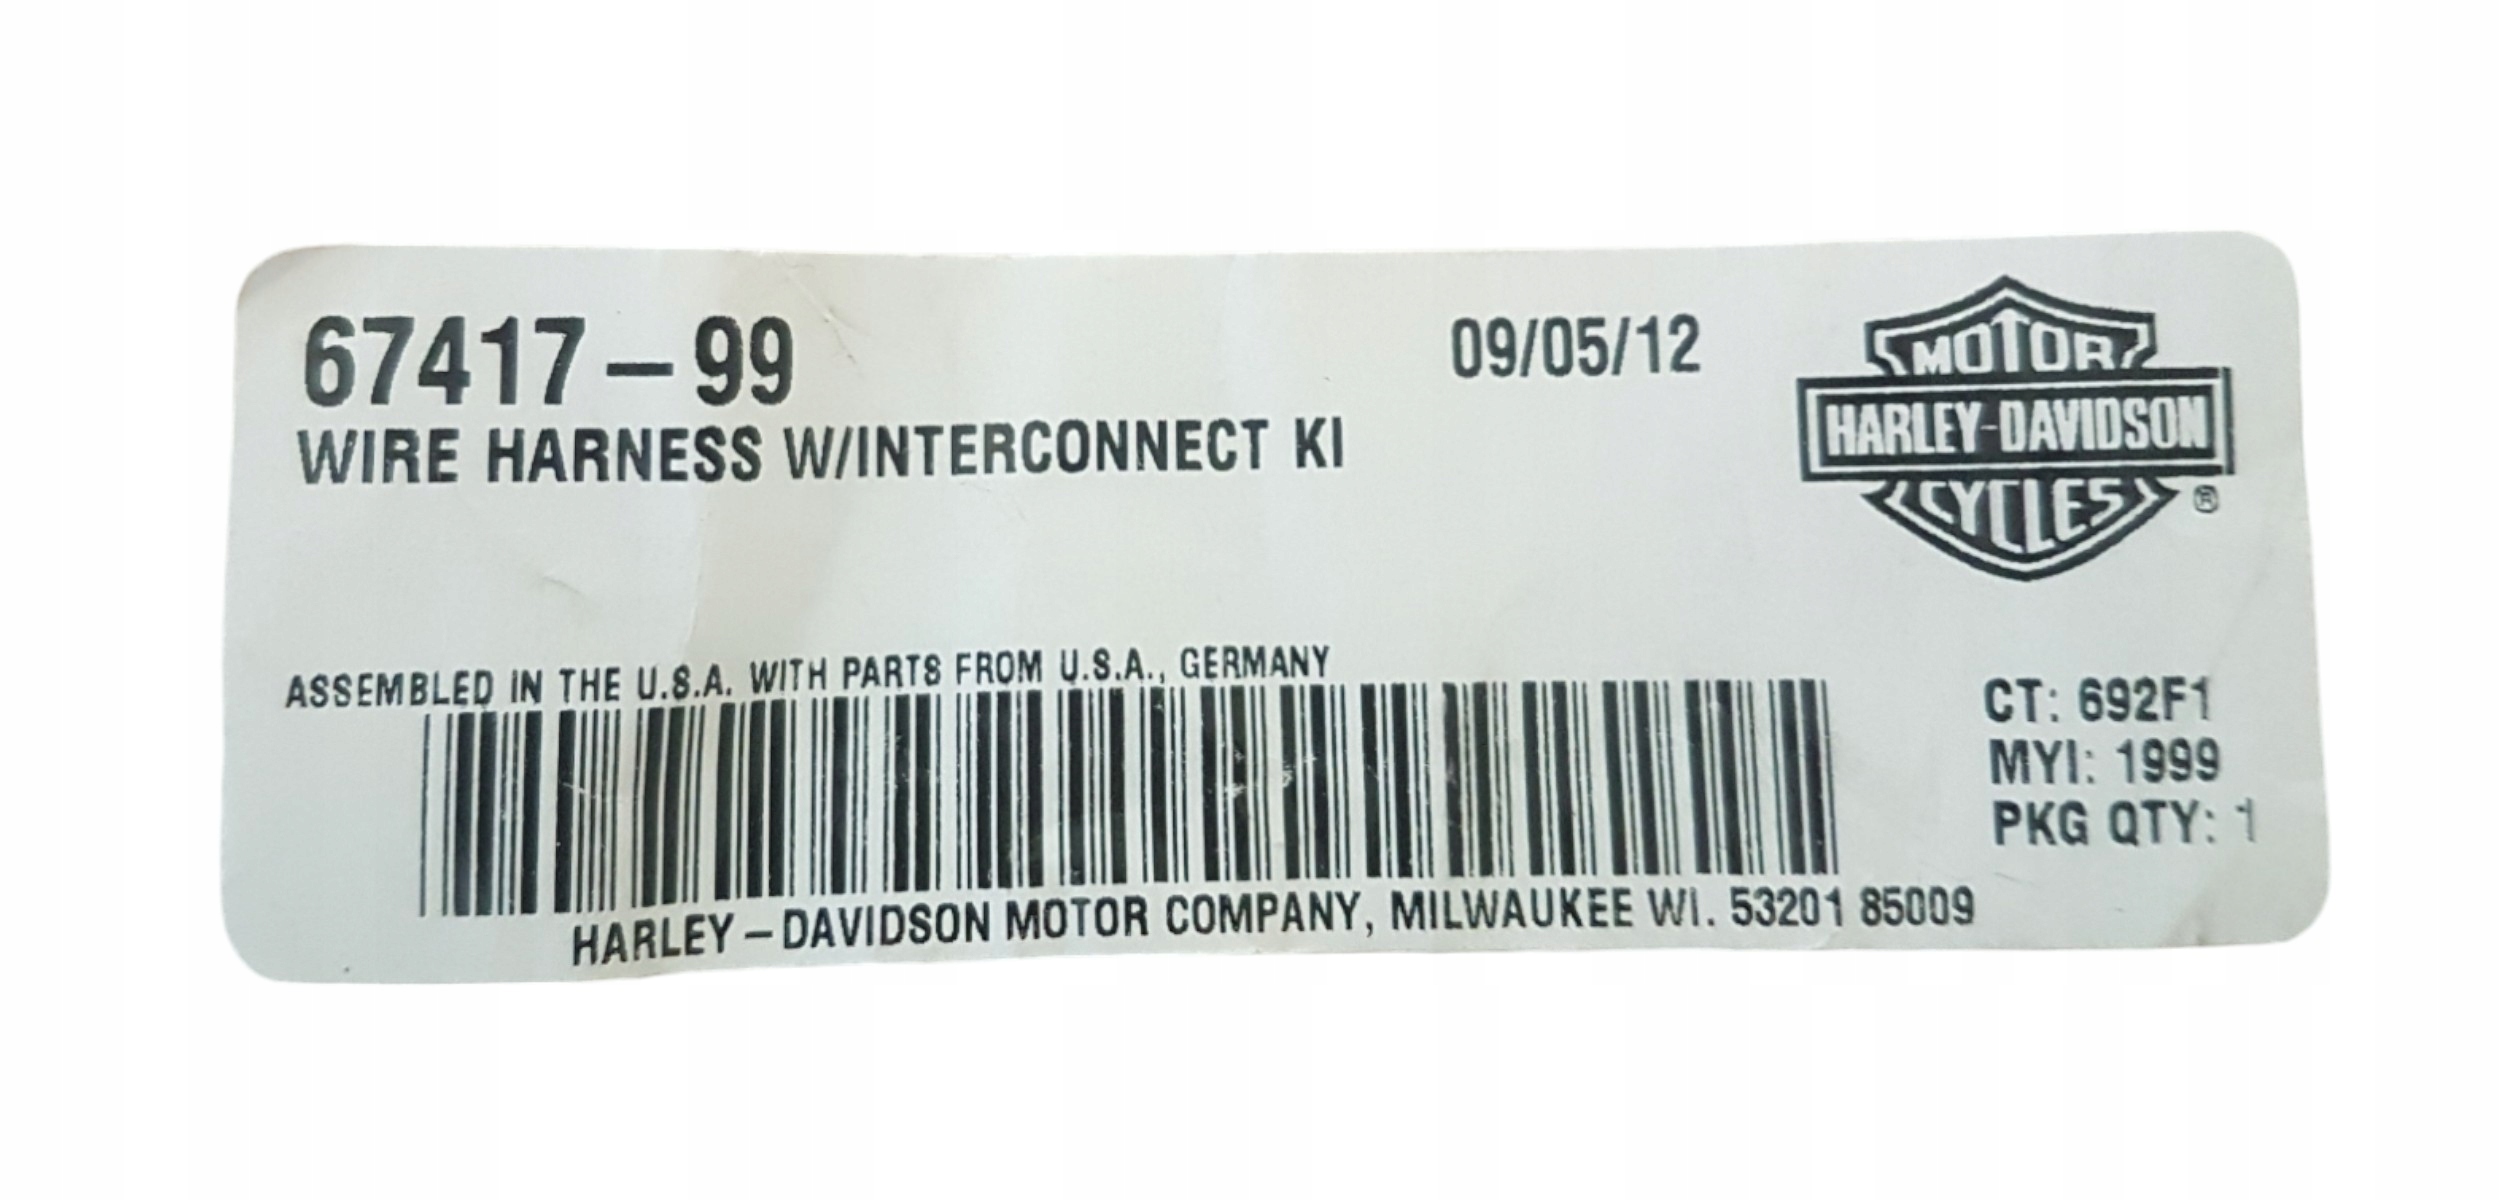 67417-99
09/05/12
WIRE HARNESS W/INTERCONNECT KI
MOTOR
HARLEY-DAVIDSON
CYCLES
®
ASSEMBLED IN THE U.S.A. WITH PARTS FROM U.S.A., GERMANY
CT: 692F1
MYI: 1999
PKG QTY: 1
HARLEY-DAVIDSON MOTOR COMPANY, MILWAUKEE WI. 53201 85009